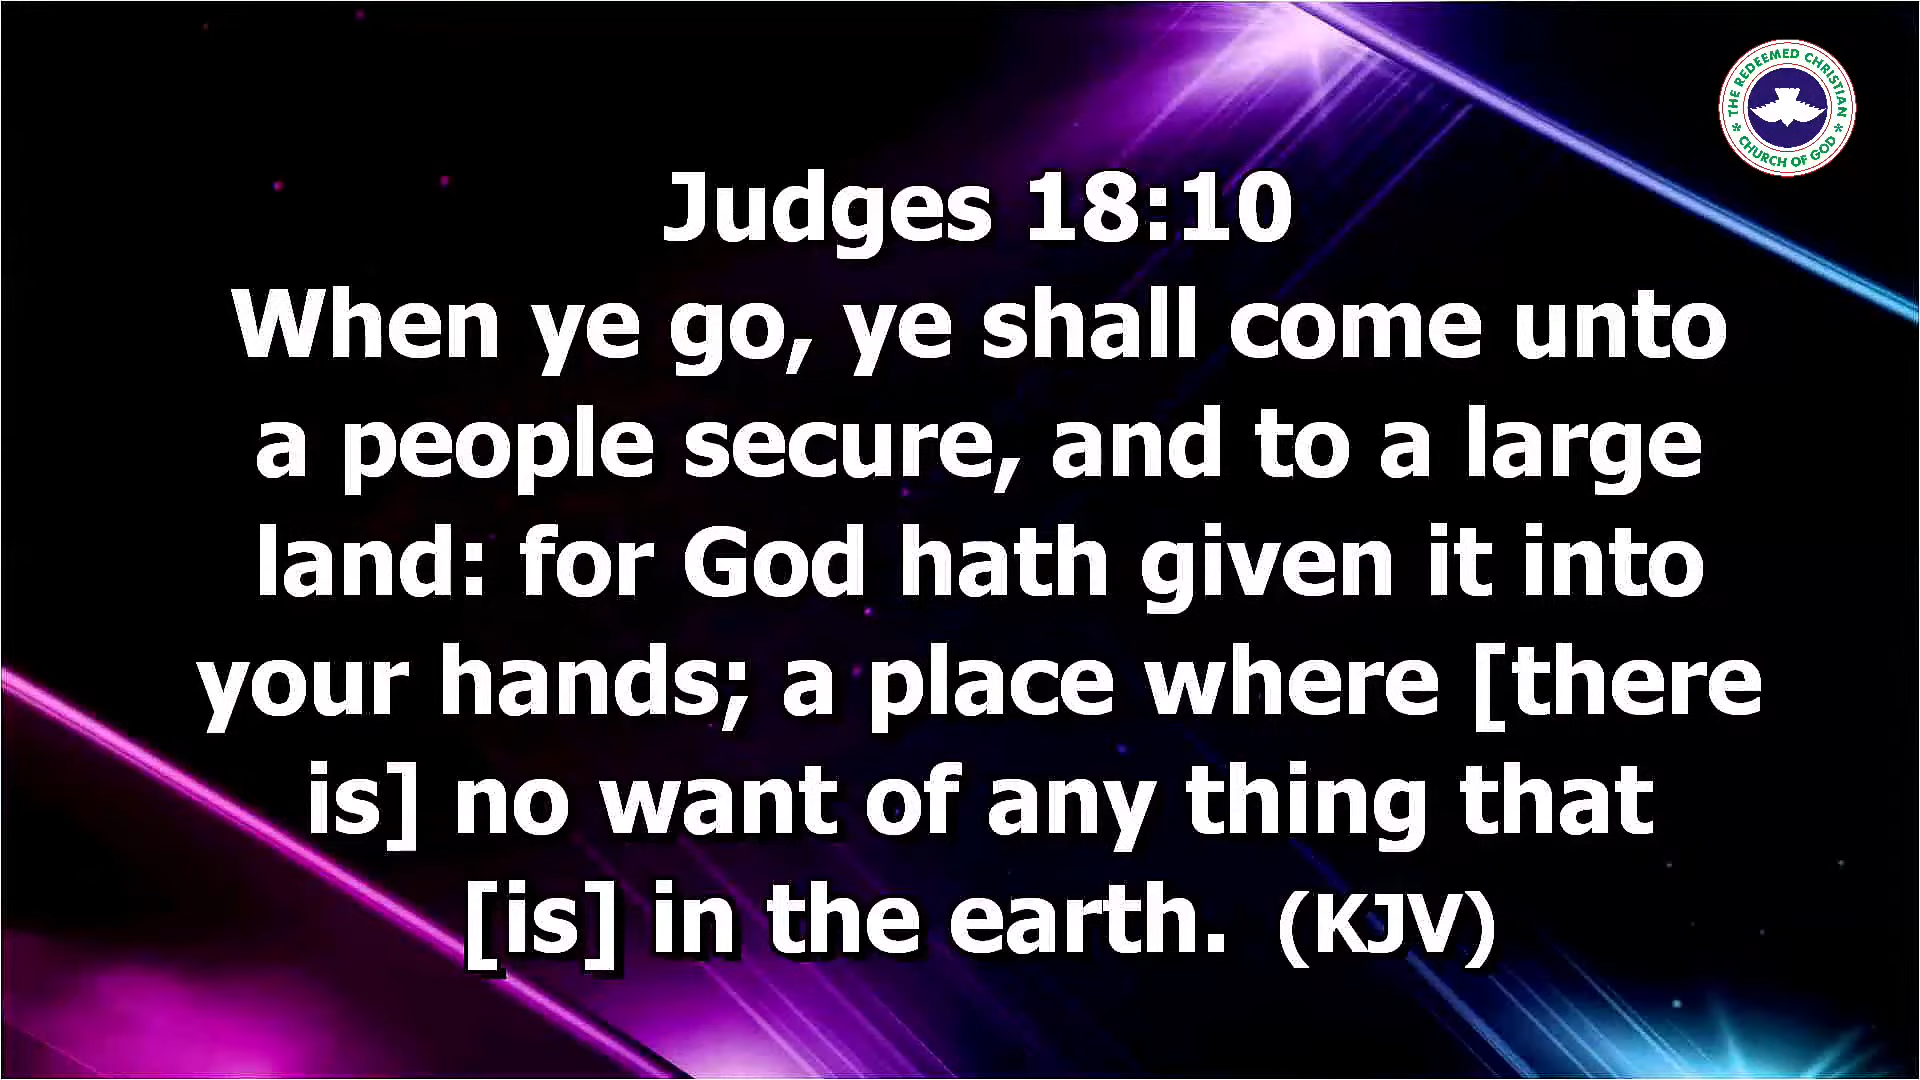 THE REDEEMED CHRISTIAN
* CHURCH OF GOD *
Judges 18:10
When ye go, ye shall come unto
a people secure, and to a large
land: for God hath given it into
your hands; a place where [there
is] no want of any thing that
[is] in the earth. (KJV)